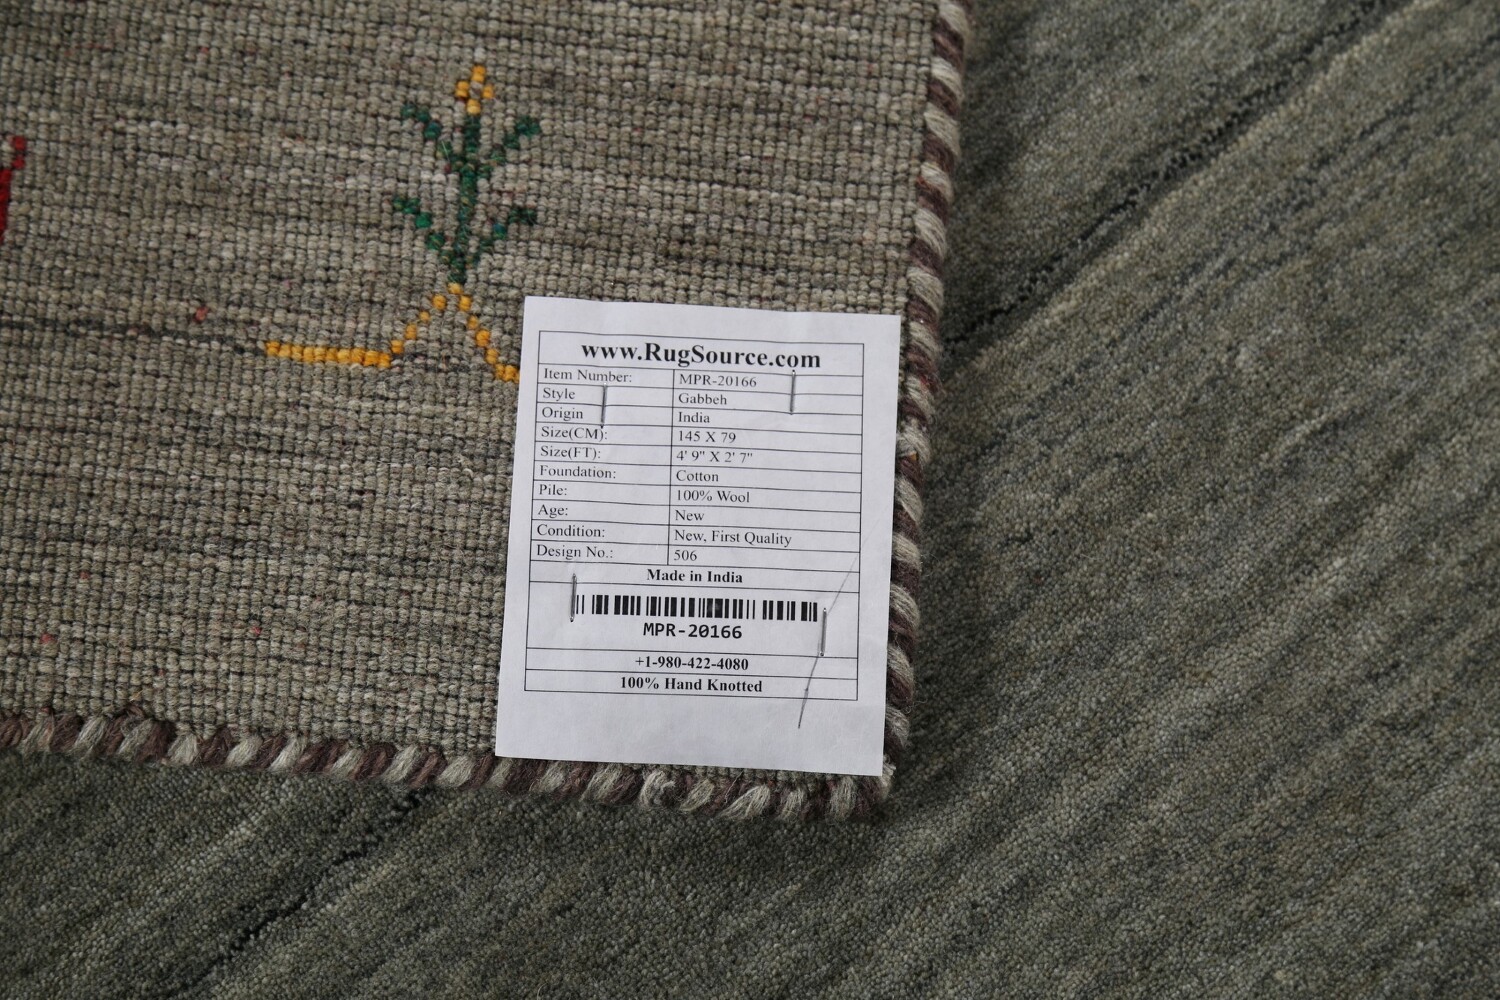 www.RugSource.com
Item Number: MPR-20166
Style Gabbeh
Origin India
Size(CM): 145 X 79
Size(FT): 4' 9" X 2' 7"
Foundation: Cotton
Pile: 100% Wool
Age: New
Condition: New, First Quality
Design No.: 506
Made in India
MPR-20166
+1-980-422-4080
100% Hand Knotted